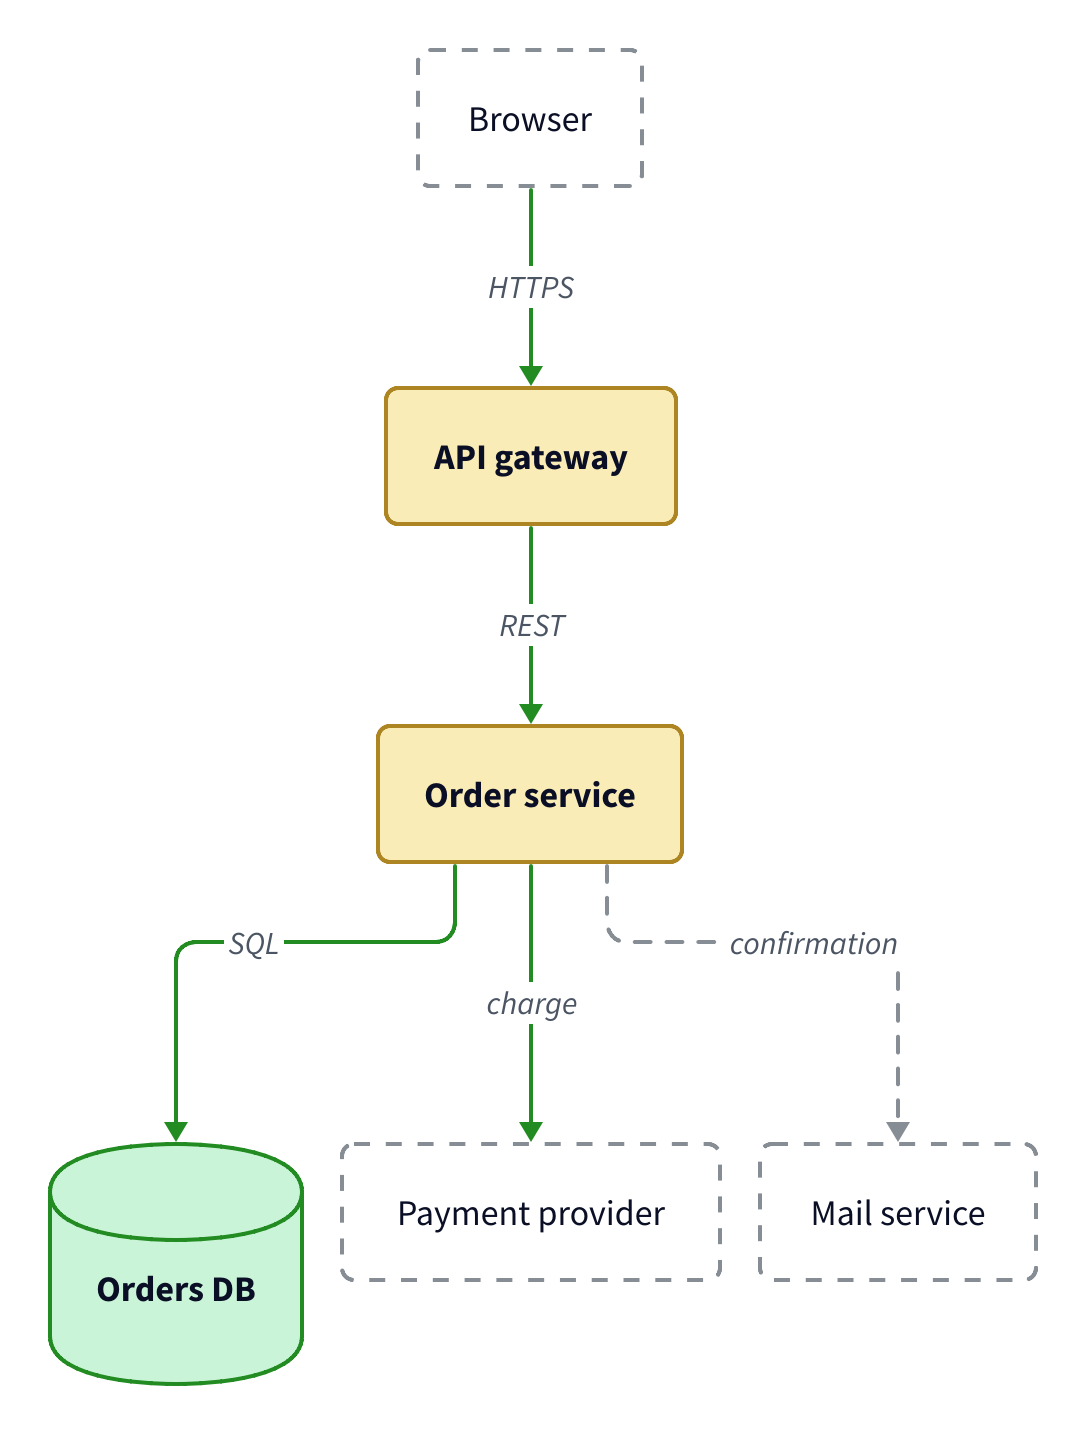 Browser
HTTPS
API gateway
REST
Order service
SQL
confirmation
charge
Payment provider
Mail service
Orders DB